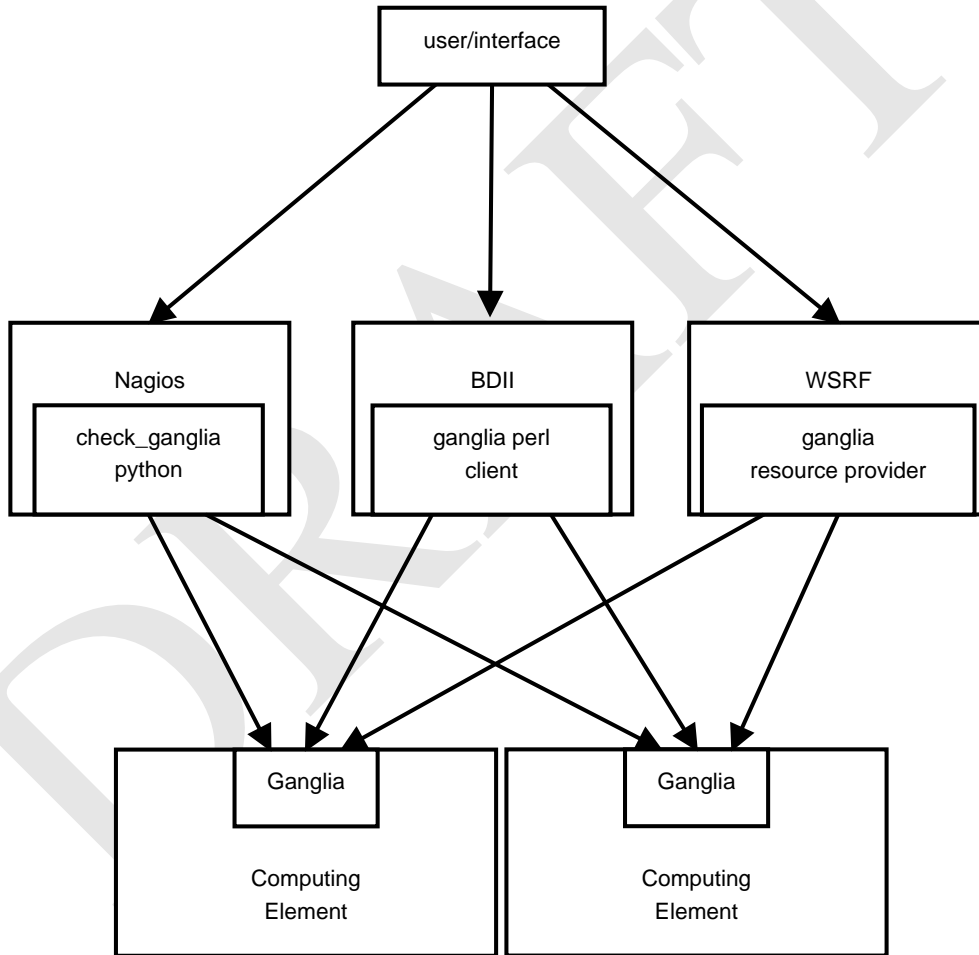 user/interface
Nagios
check_ganglia
python
BDII
ganglia perl
client
WSRF
ganglia
resource provider
Ganglia
Computing
Element
Ganglia
Computing
Element
DRAFT